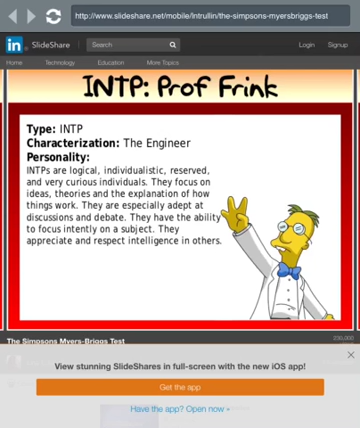 http://www.slideshare.net/mobile/Intrullin/the-simpsons-myersbriggs-test
in SlideShare Search Login Signup
Home Technology Education More Topics
INTP: Prof Frink
Type: INTP
Characterization: The Engineer
Personality:
INTPs are logical, individualistic, reserved,
and very curious individuals. They focus on
ideas, theories and the explanation of how
things work. They are especially adept at
discussions and debate. They have the ability
to focus intently on a subject. They
appreciate and respect intelligence in others.
The Simpsons Myers-Briggs Test
View stunning SlideShares in full-screen with the new iOS app!
Get the app
Have the app? Open now